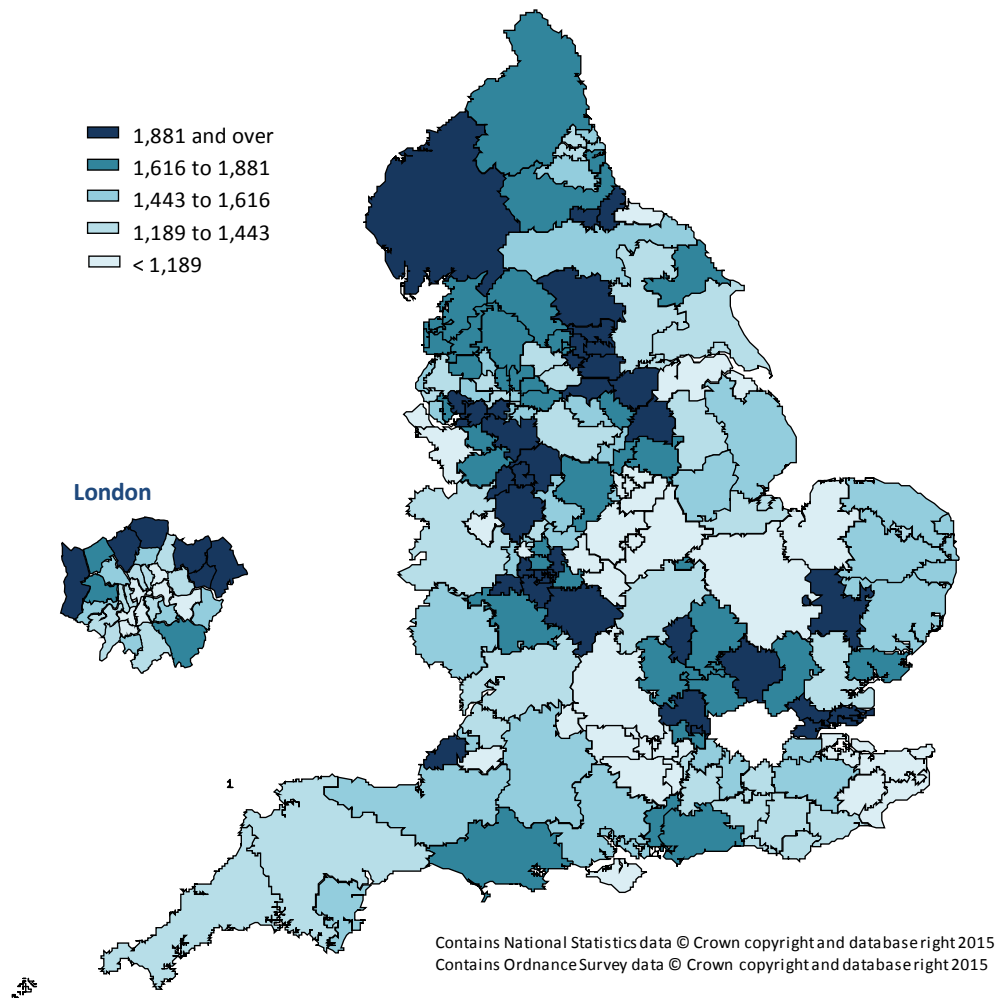 1,881 and over
1,616 to 1,881
1,443 to 1,616
1,189 to 1,443
< 1,189
London
1
Contains National Statistics data © Crown copyright and database right 2015
Contains Ordnance Survey data © Crown copyright and database right 2015